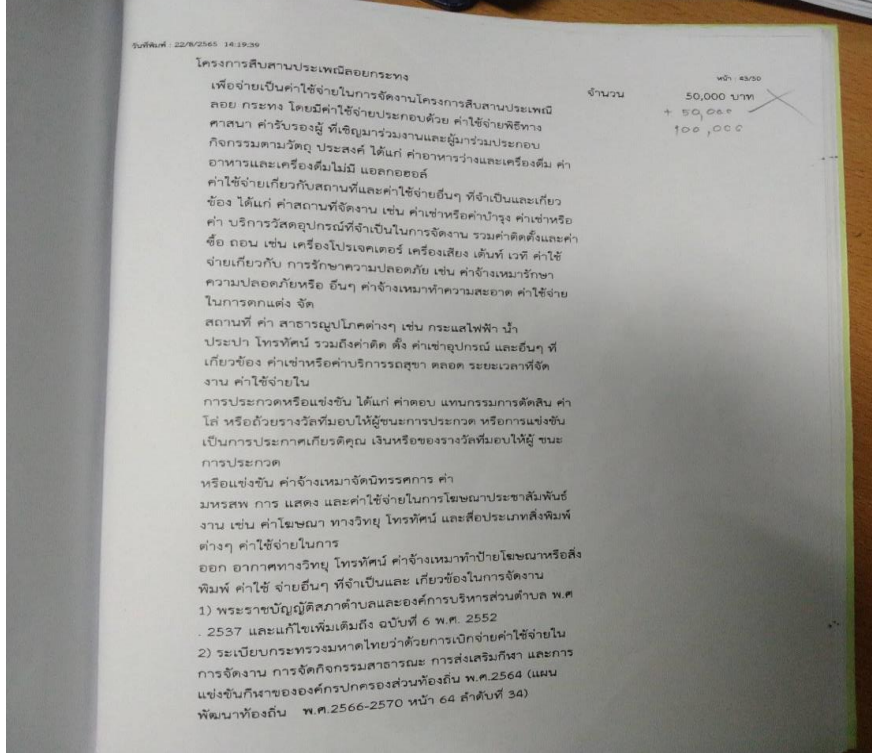 วันที่พิมพ์ : 22/8/2565 14:19:39
หน้า : 43/50
โครงการสืบสานประเพณีลอยกระทง
จำนวน 50,000 บาท
+ 50,000
100,000
เพื่อจ่ายเป็นค่าใช้จ่ายในการจัดงานโครงการสืบสานประเพณี
ลอย กระทง โดยมีค่าใช้จ่ายประกอบด้วย ค่าใช้จ่ายพิธีทาง
ศาสนา ค่ารับรองผู้ ที่เชิญมาร่วมงานและผู้มาร่วมประกอบ
กิจกรรมตามวัตถุ ประสงค์ ได้แก่ ค่าอาหารว่างและเครื่องดื่ม ค่า
อาหารและเครื่องดื่มไม่มี แอลกอฮอล์
ค่าใช้จ่ายเกี่ยวกับสถานที่และค่าใช้จ่ายอื่นๆ ที่จำเป็นและเกี่ยว
ข้อง ได้แก่ ค่าสถานที่จัดงาน เช่น ค่าเช่าหรือค่าบำรุง ค่าเช่าหรือ
ค่า บริการวัสดุอุปกรณ์ที่จำเป็นในการจัดงาน รวมค่าติดตั้งและค่า
ซื้อ ถอน เช่น เครื่องโปรเจคเตอร์ เครื่องเสียง เต้นท์ เวที ค่าใช้
จ่ายเกี่ยวกับ การรักษาความปลอดภัย เช่น ค่าจ้างเหมารักษา
ความปลอดภัยหรือ อื่นๆ ค่าจ้างเหมาทำความสะอาด ค่าใช้จ่าย
ในการตกแต่ง จัด
สถานที่ ค่า สาธารณูปโภคต่างๆ เช่น กระแสไฟฟ้า น้ำ
ประปา โทรทัศน์ รวมถึงค่าติด ตั้ง ค่าเช่าอุปกรณ์ และอื่นๆ ที่
เกี่ยวข้อง ค่าเช่าหรือค่าบริการรถสุขา ตลอด ระยะเวลาที่จัด
งาน ค่าใช้จ่ายใน
การประกวดหรือแข่งขัน ได้แก่ ค่าตอบ แทนกรรมการตัดสิน ค่า
โล่ หรือถ้วยรางวัลที่มอบให้ผู้ชนะการประกวด หรือการแข่งขัน
เป็นการประกาศเกียรติคุณ เงินหรือของรางวัลที่มอบให้ผู้ ชนะ
การประกวด
หรือแข่งขัน ค่าจ้างเหมาจัดนิทรรศการ ค่า
มหรสพ การ แสดง และค่าใช้จ่ายในการโฆษณาประชาสัมพันธ์
งาน เช่น ค่าโฆษณา ทางวิทยุ โทรทัศน์ และสื่อประเภทสิ่งพิมพ์
ต่างๆ ค่าใช้จ่ายในการ
ออก อากาศทางวิทยุ โทรทัศน์ ค่าจ้างเหมาทำป้ายโฆษณาหรือสิ่ง
พิมพ์ ค่าใช้ จ่ายอื่นๆ ที่จำเป็นและ เกี่ยวข้องในการจัดงาน
1) พระราชบัญญัติสภาตำบลและองค์การบริหารส่วนตำบล พ.ศ
. 2537 และแก้ไขเพิ่มเติมถึง ฉบับที่ 6 พ.ศ. 2552
2) ระเบียบกระทรวงมหาดไทยว่าด้วยการเบิกจ่ายค่าใช้จ่ายใน
การจัดงาน การจัดกิจกรรมสาธารณะ การส่งเสริมกีฬา และการ
แข่งขันกีฬาขององค์กรปกครองส่วนท้องถิ่น พ.ศ.2564 (แผน
พัฒนาท้องถิ่น พ.ศ.2566-2570 หน้า 64 ลำดับที่ 34)